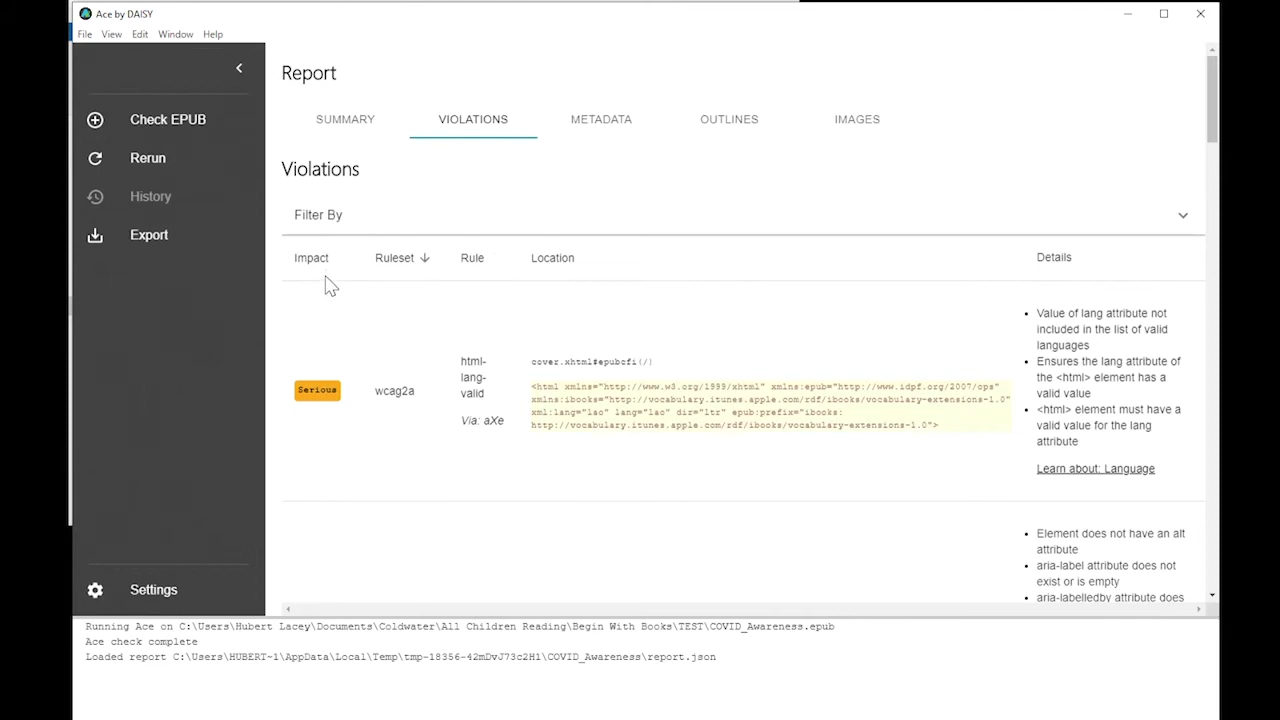 Ace by DAISY
File View Edit Window Help
Check EPUB
Rerun
History
Export
Settings
Report
SUMMARY VIOLATIONS METADATA OUTLINES IMAGES
Violations
Filter By
Impact Ruleset Rule Location Details
Serious
wcag2a
html-
lang-
valid
Via: aXe
cover.xhtml#epubcfi(/)
<html xmlns="http://www.w3.org/1999/xhtml" xmlns:epub="http://www.idpf.org/2007/ops"
xmlns:ibooks="http://vocabulary.itunes.apple.com/rdf/ibooks/vocabulary-extensions-1.0"
xml:lang="lao" lang="lao" dir="ltr" epub:prefix="ibooks:
http://vocabulary.itunes.apple.com/rdf/ibooks/vocabulary-extensions-1.0">
• Value of lang attribute not
included in the list of valid
languages
• Ensures the lang attribute of
the <html> element has a
valid value
• <html> element must have a
valid value for the lang
attribute
Learn about: Language
• Element does not have an alt
attribute
• aria-label attribute does not
exist or is empty
• aria-labelledby attribute does
Running Ace on C:\Users\Hubert Lacey\Documents\Coldwater\All Children Reading\Begin With Books\TEST\COVID_Awareness.epub
Ace check complete
Loaded report C:\Users\HUBERT~1\AppData\Local\Temp\tmp-18356-42mDvJ73c2H1\COVID_Awareness\report.json